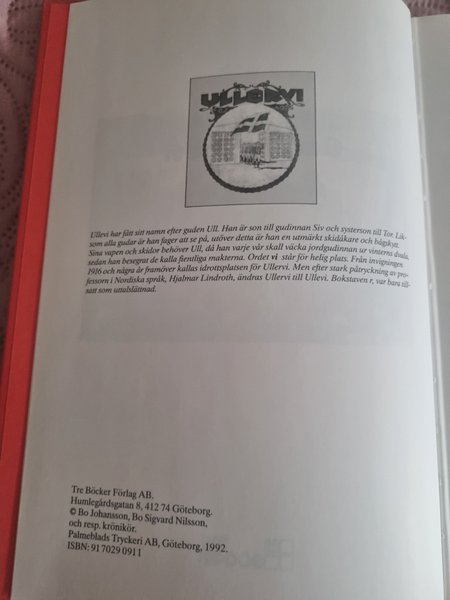 ULLERVI
Ullevi har fått sitt namn efter guden Ull. Han är son till gudinnan Siv och systerson till Tor. Lik-
som alla gudar är han fager att se på, utöver detta är han en utmärkt skidåkare och bågskytt.
Sina vapen och skidor behöver Ull, då han varje vår skall väcka jordgudinnan ur vinterns dvala,
sedan han besegrat de kalla fientliga makterna. Ordet vi står för helig plats. Från invigningen
1916 och några år framöver kallas idrottsplatsen för Ullervi. Men efter stark påtryckning av pro-
fessorn i Nordiska språk, Hjalmar Lindroth, ändras Ullervi till Ullevi. Bokstaven r, var bara till-
satt som uttalslättnad.
Tre Böcker Förlag AB.
Humlegårdsgatan 8, 412 74 Göteborg.
© Bo Johansson, Bo Sigvard Nilsson,
och resp. krönikör.
Palmeblads Tryckeri AB, Göteborg, 1992.
ISBN: 917029 0911